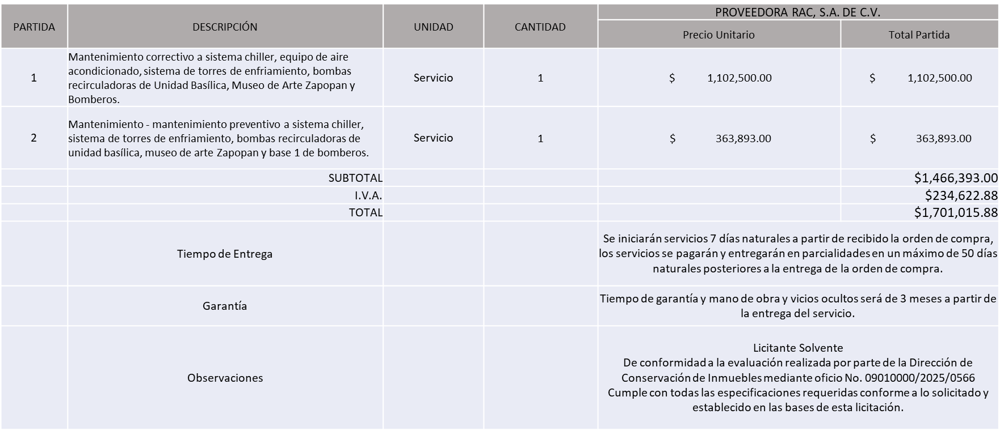 PARTIDA
DESCRIPCIÓN
UNIDAD
CANTIDAD
PROVEEDORA RAC, S.A. DE C.V.
Precio Unitario
Total Partida
1
Mantenimiento correctivo a sistema chiller, equipo de aire
acondicionado, sistema de torres de enfriamiento, bombas
recirculadoras de Unidad Basílica, Museo de Arte Zapopan y
Bomberos.
Servicio
1
$ 1,102,500.00
$ 1,102,500.00
2
Mantenimiento - mantenimiento preventivo a sistema chiller,
sistema de torres de enfriamiento, bombas recirculadoras de
unidad basílica, museo de arte Zapopan y base 1 de bomberos.
Servicio
1
$ 363,893.00
$ 363,893.00
SUBTOTAL
$1,466,393.00
I.V.A.
$234,622.88
TOTAL
$1,701,015.88
Tiempo de Entrega
Se iniciarán servicios 7 días naturales a partir de recibido la orden de compra,
los servicios se pagarán y entregarán en parcialidades en un máximo de 50 días
naturales posteriores a la entrega de la orden de compra.
Garantía
Tiempo de garantía y mano de obra y vicios ocultos será de 3 meses a partir de
la entrega del servicio.
Observaciones
Licitante Solvente
De conformidad a la evaluación realizada por parte de la Dirección de
Conservación de Inmuebles mediante oficio No. 09010000/2025/0566
Cumple con todas las especificaciones requeridas conforme a lo solicitado y
establecido en las bases de esta licitación.